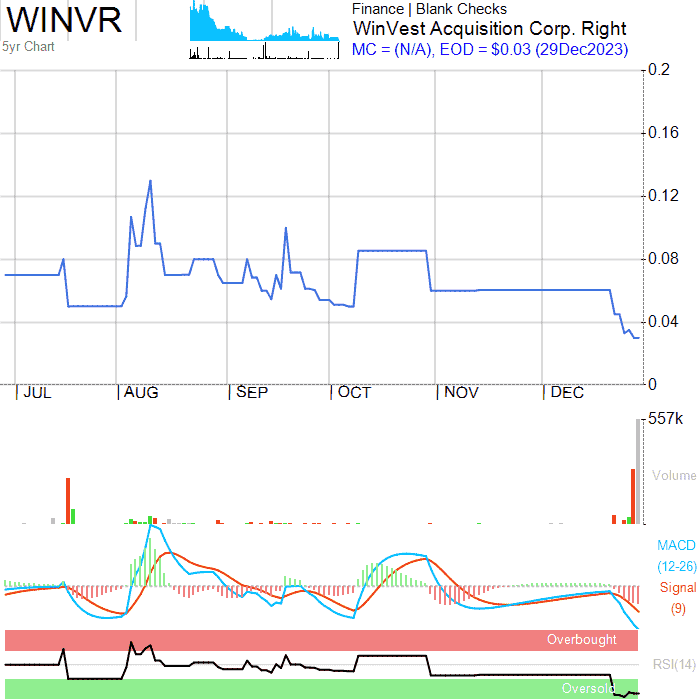 WINVR
5yr Chart
Finance | Blank Checks
WinVest Acquisition Corp. Right
MC = (N/A), EOD = $0.03 (29Dec2023)
0.2
0.16
0.12
0.08
0.04
0
JUL AUG SEP OCT NOV DEC
557k
Volume
MACD
(12-26)
Signal
(9)
Overbought
RSI(14)
Oversold